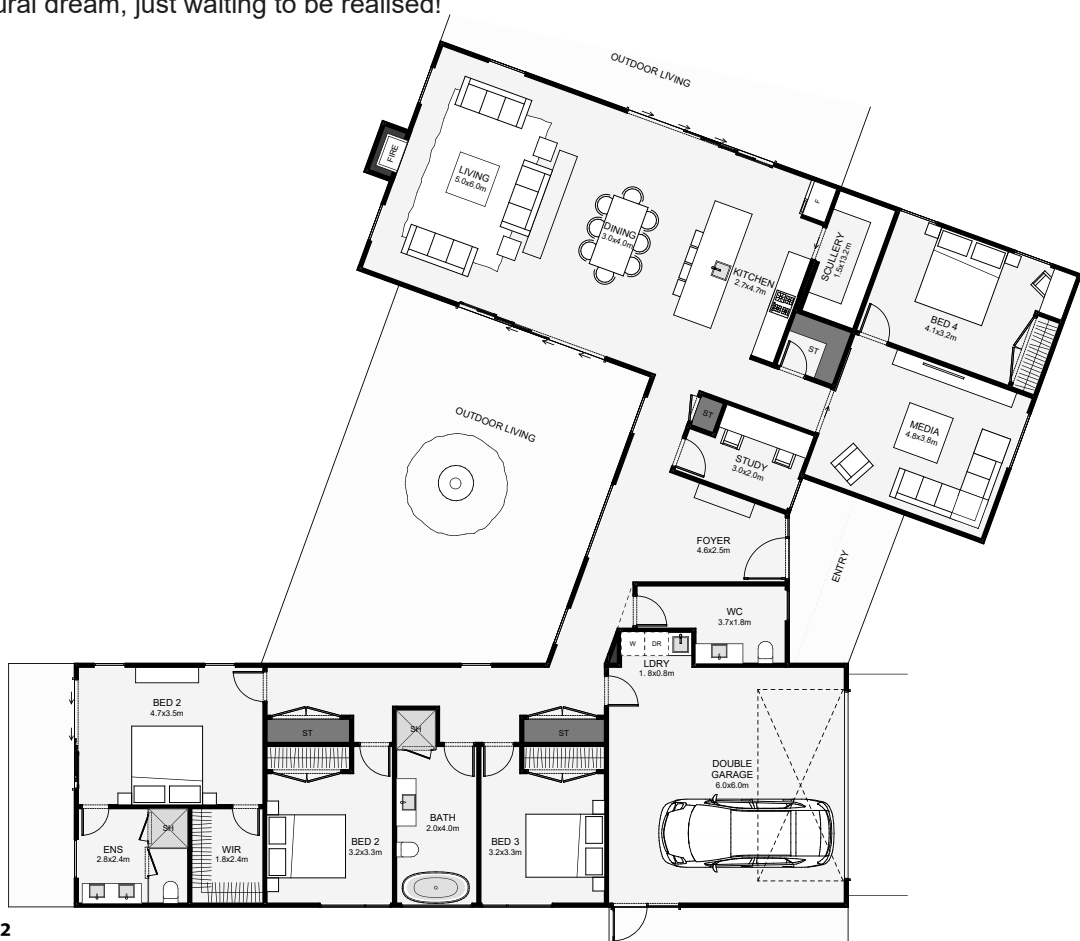 ural dream, just waiting to be realised!
OUTDOOR LIVING
FIRE
LIVING
5.0x6.0m
DINING
3.0x4.0m
KITCHEN
2.7x4.7m
F
SCULLERY
1.5x13.2m
BED 4
4.1x3.2m
ST
MEDIA
4.8x3.8m
ST
STUDY
3.0x2.0m
OUTDOOR LIVING
FOYER
4.6x2.5m
ENTRY
WC
3.7x1.8m
W
DR
LDRY
1. 8x0.8m
BED 2
4.7x3.5m
ST
SH
ST
DOUBLE
GARAGE
6.0x6.0m
ENS
2.8x2.4m
SH
WIR
1.8x2.4m
BED 2
3.2x3.3m
BATH
2.0x4.0m
BED 3
3.2x3.3m
2